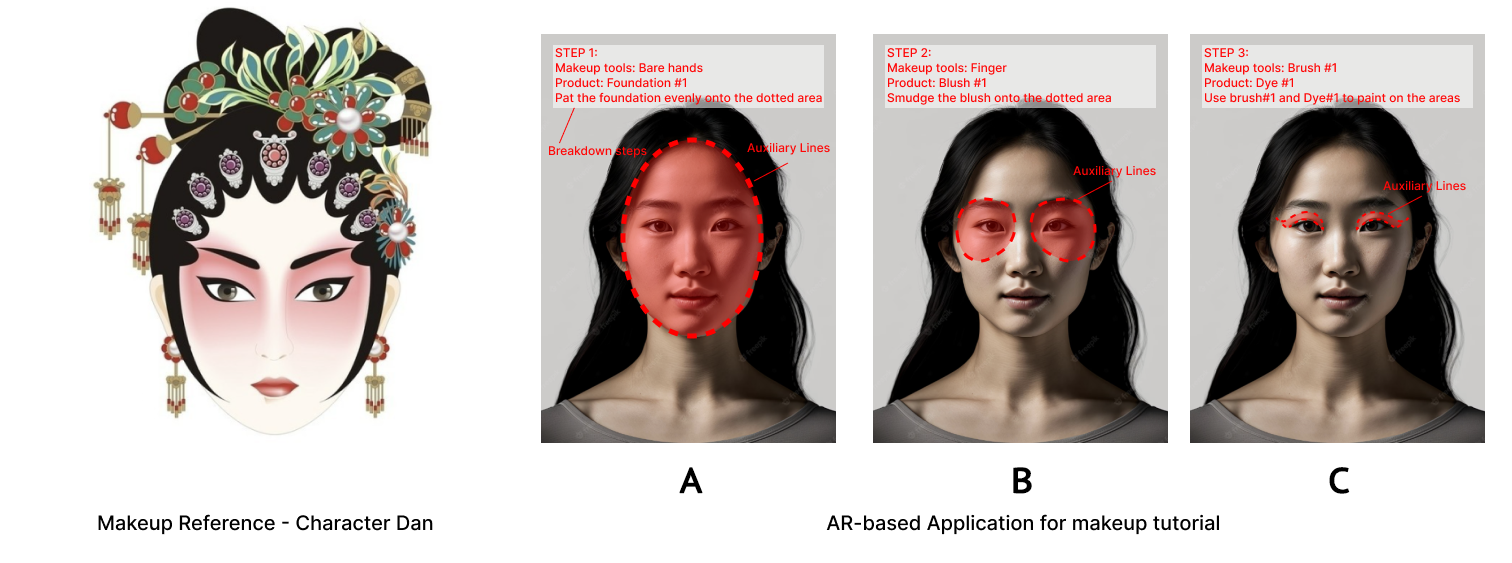 STEP 1:
Makeup tools: Bare hands
Product: Foundation #1
Pat the foundation evenly onto the dotted area
Breakdown steps
Auxiliary Lines
STEP 2:
Makeup tools: Finger
Product: Blush #1
Smudge the blush onto the dotted area
Auxiliary Lines
STEP 3:
Makeup tools: Brush #1
Product: Dye #1
Use brush#1 and Dye#1 to paint on the areas
Auxiliary Lines
A
B
C
Makeup Reference - Character Dan
AR-based Application for makeup tutorial